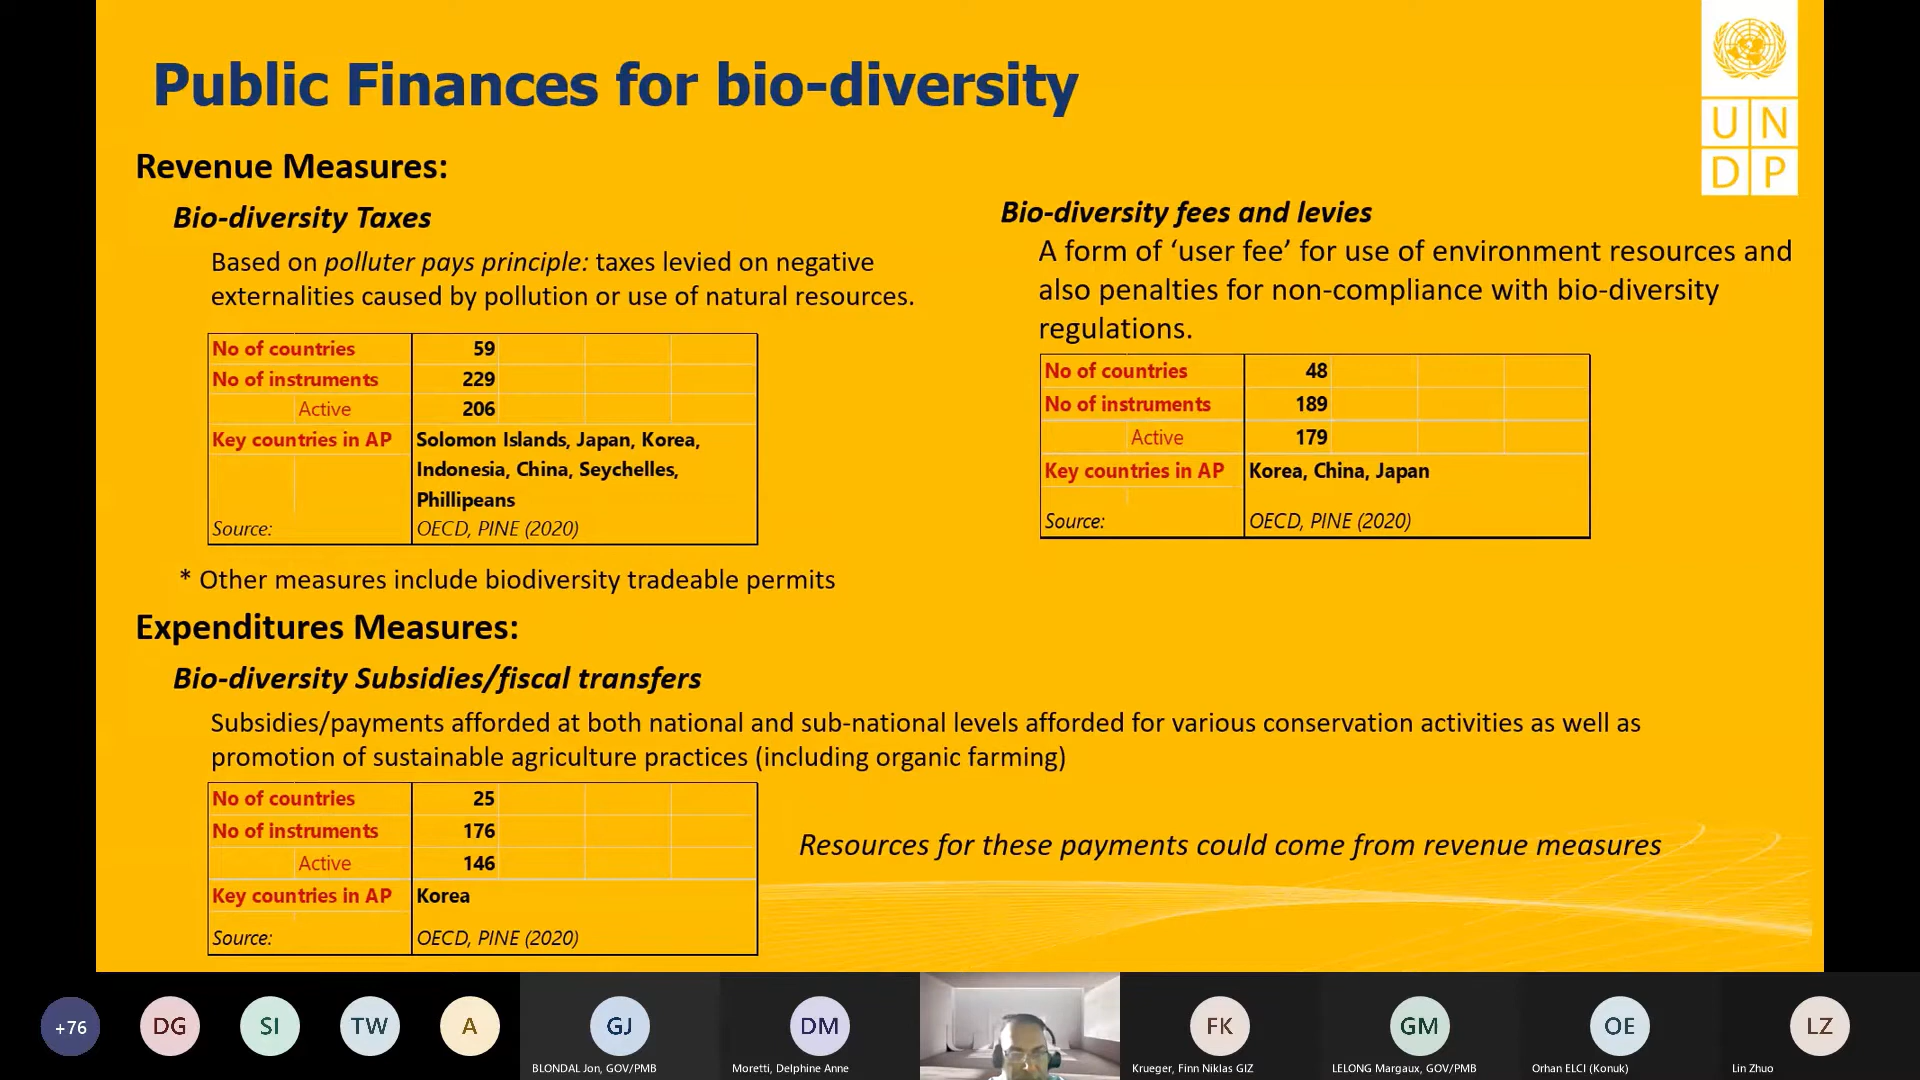 Public Finances for bio-diversity
U N
D P
Revenue Measures:
Bio-diversity Taxes
Based on polluter pays principle: taxes levied on negative
externalities caused by pollution or use of natural resources.
No of countries 59
No of instruments 229
Active 206
Key countries in AP Solomon Islands, Japan, Korea,
Indonesia, China, Seychelles,
Phillipeans
Source: OECD, PINE (2020)
* Other measures include biodiversity tradeable permits
Bio-diversity fees and levies
A form of ‘user fee’ for use of environment resources and
also penalties for non-compliance with bio-diversity
regulations.
No of countries 48
No of instruments 189
Active 179
Key countries in AP Korea, China, Japan
Source: OECD, PINE (2020)
Expenditures Measures:
Bio-diversity Subsidies/fiscal transfers
Subsidies/payments afforded at both national and sub-national levels afforded for various conservation activities as well as
promotion of sustainable agriculture practices (including organic farming)
No of countries 25
No of instruments 176
Active 146
Key countries in AP Korea
Source: OECD, PINE (2020)
Resources for these payments could come from revenue measures
+76 DG SI TW A GJ DM FK GM OE LZ
BLONDAL Jon, GOV/PMB Moretti, Delphine Anne Krueger, Finn Niklas GIZ LELONG Margaux, GOV/PMB Orhan ELCI (Konuk) Lin Zhuo